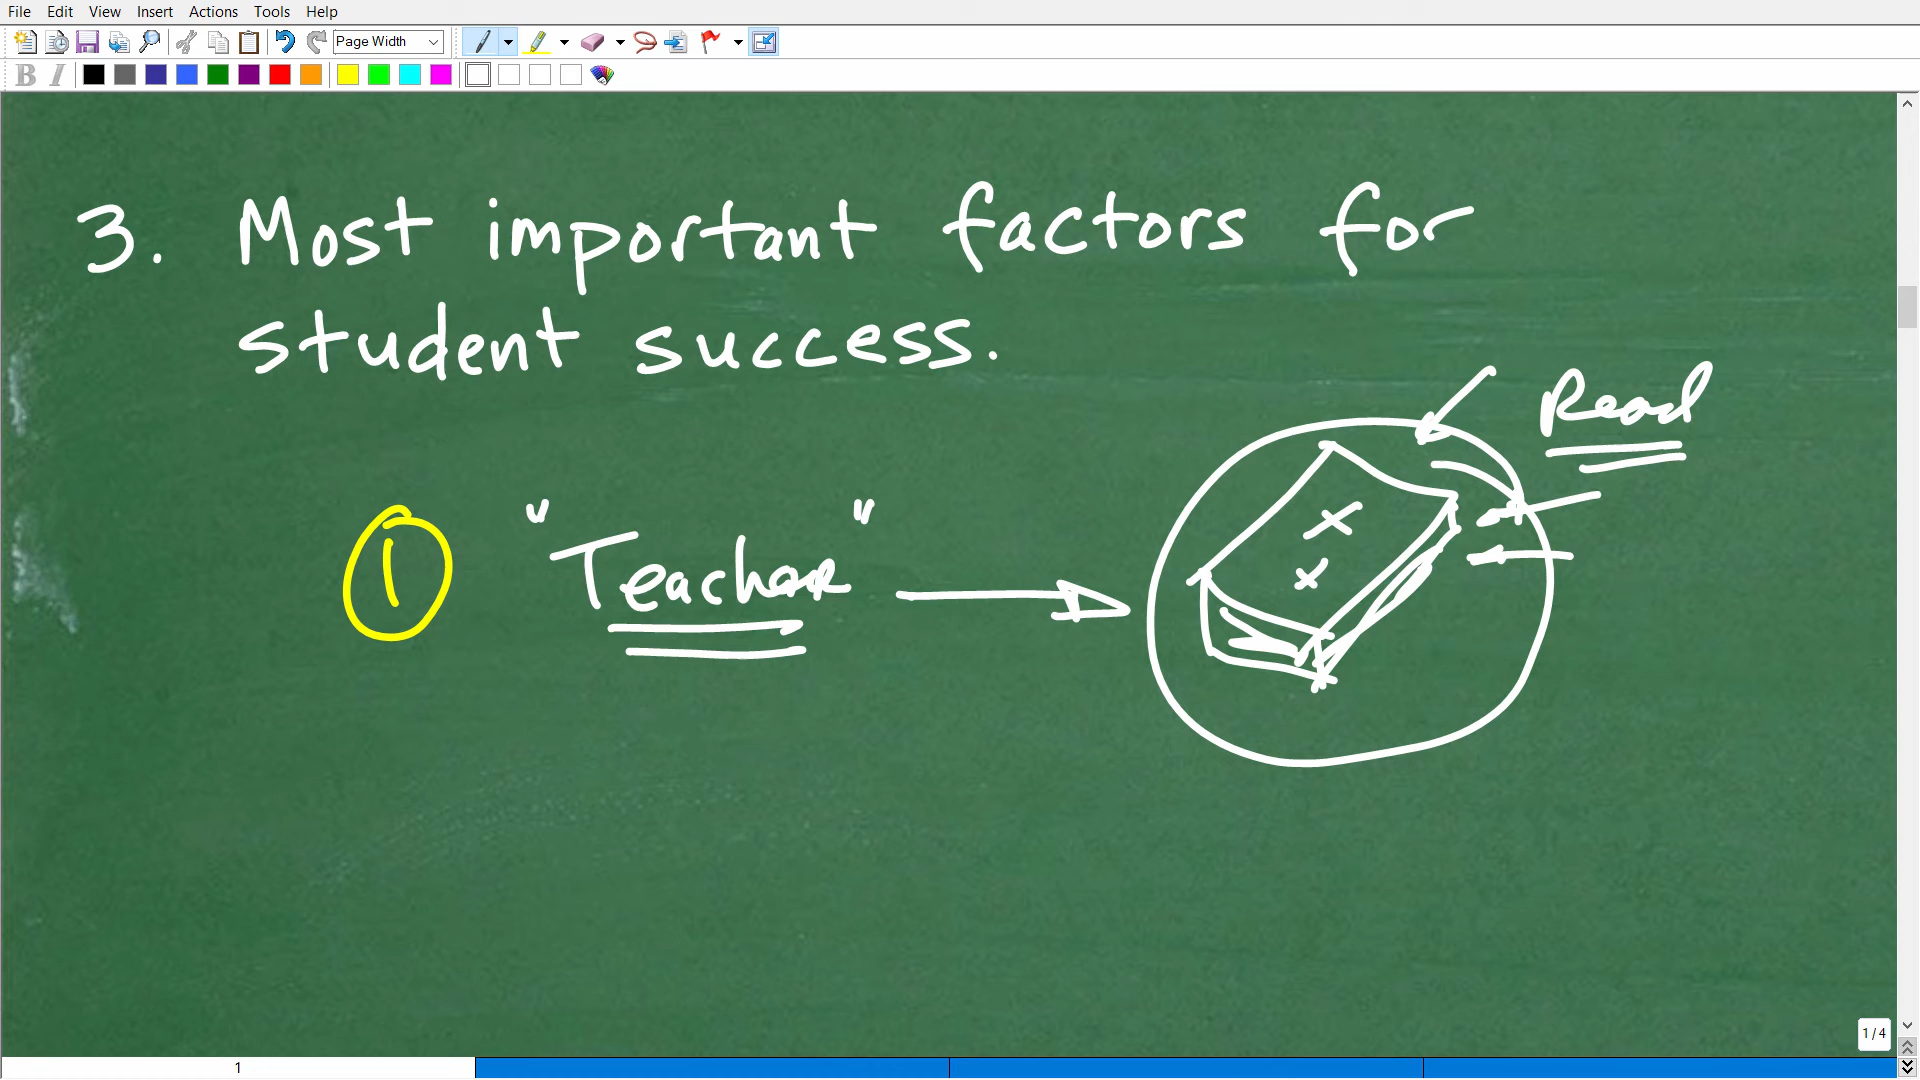 File Edit View Insert Actions Tools Help
Page Width
B I
3. Most important factors for
student success.
Read
1 "Teacher"
x
x
1 / 4
1